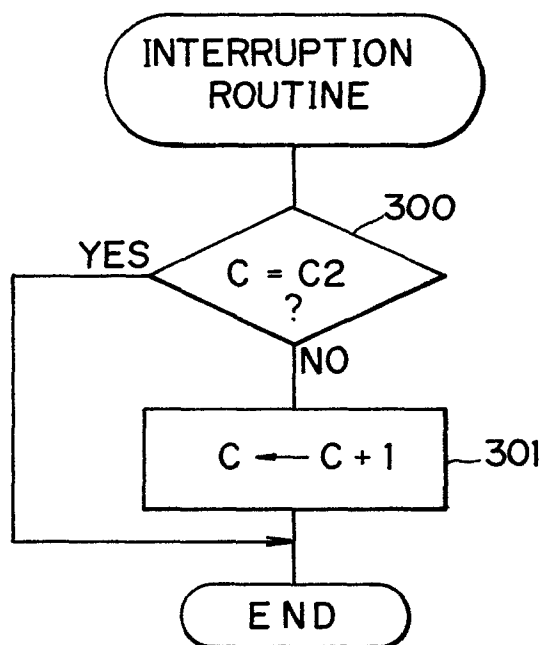 INTERRUPTION
ROUTINE
300
YES
C = C2
?
NO
C ← C + 1
301
END